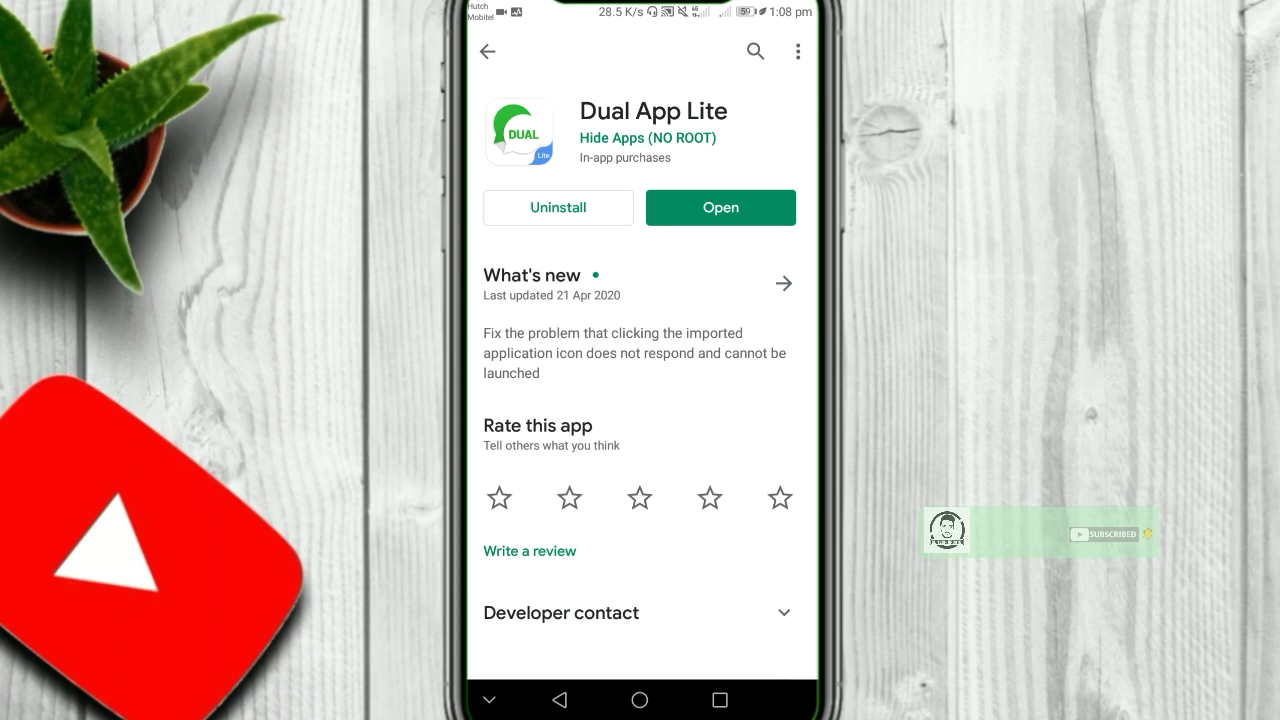 Hutch
Mobitel
28.5 K/s
4G
59
1:08 pm
DUAL
Lite
Dual App Lite
Hide Apps (NO ROOT)
In-app purchases
Uninstall
Open
What's new
Last updated 21 Apr 2020
Fix the problem that clicking the imported
application icon does not respond and cannot be
launched
Rate this app
Tell others what you think
Write a review
Developer contact
SUBSCRIBED